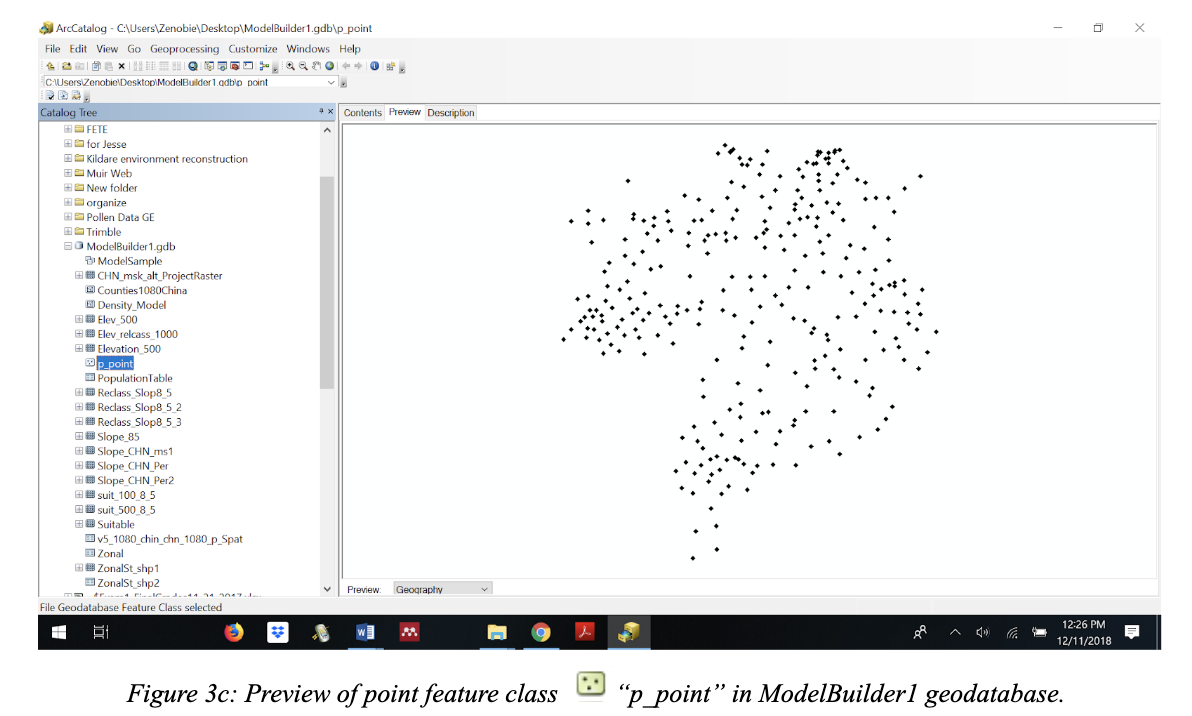 ArcCatalog - C:\Users\Zenobie\Desktop\ModelBuilder1.gdb\p_point
File Edit View Go Geoprocessing Customize Windows Help
C:\Users\Zenobie\Desktop\ModelBuilder1.gdb\p_point
Catalog Tree
Contents Preview Description
FETE
for Jesse
Kildare environment reconstruction
Muir Web
New folder
organize
Pollen Data GE
Trimble
ModelBuilder1.gdb
ModelSample
CHN_msk_alt_ProjectRaster
Counties1080China
Density_Model
Elev_500
Elev_relcass_1000
Elevation_500
p_point
PopulationTable
Reclass_Slop8_5
Reclass_Slop8_5_2
Reclass_Slop8_5_3
Slope_85
Slope_CHN_ms1
Slope_CHN_Per
Slope_CHN_Per2
suit_100_8_5
suit_500_8_5
Suitable
v5_1080_chin_chn_1080_p_Spat
Zonal
ZonalSt_shp1
ZonalSt_shp2
Preview: Geography
File Geodatabase Feature Class selected
12:26 PM
12/11/2018
Figure 3c: Preview of point feature class “p_point” in ModelBuilder1 geodatabase.